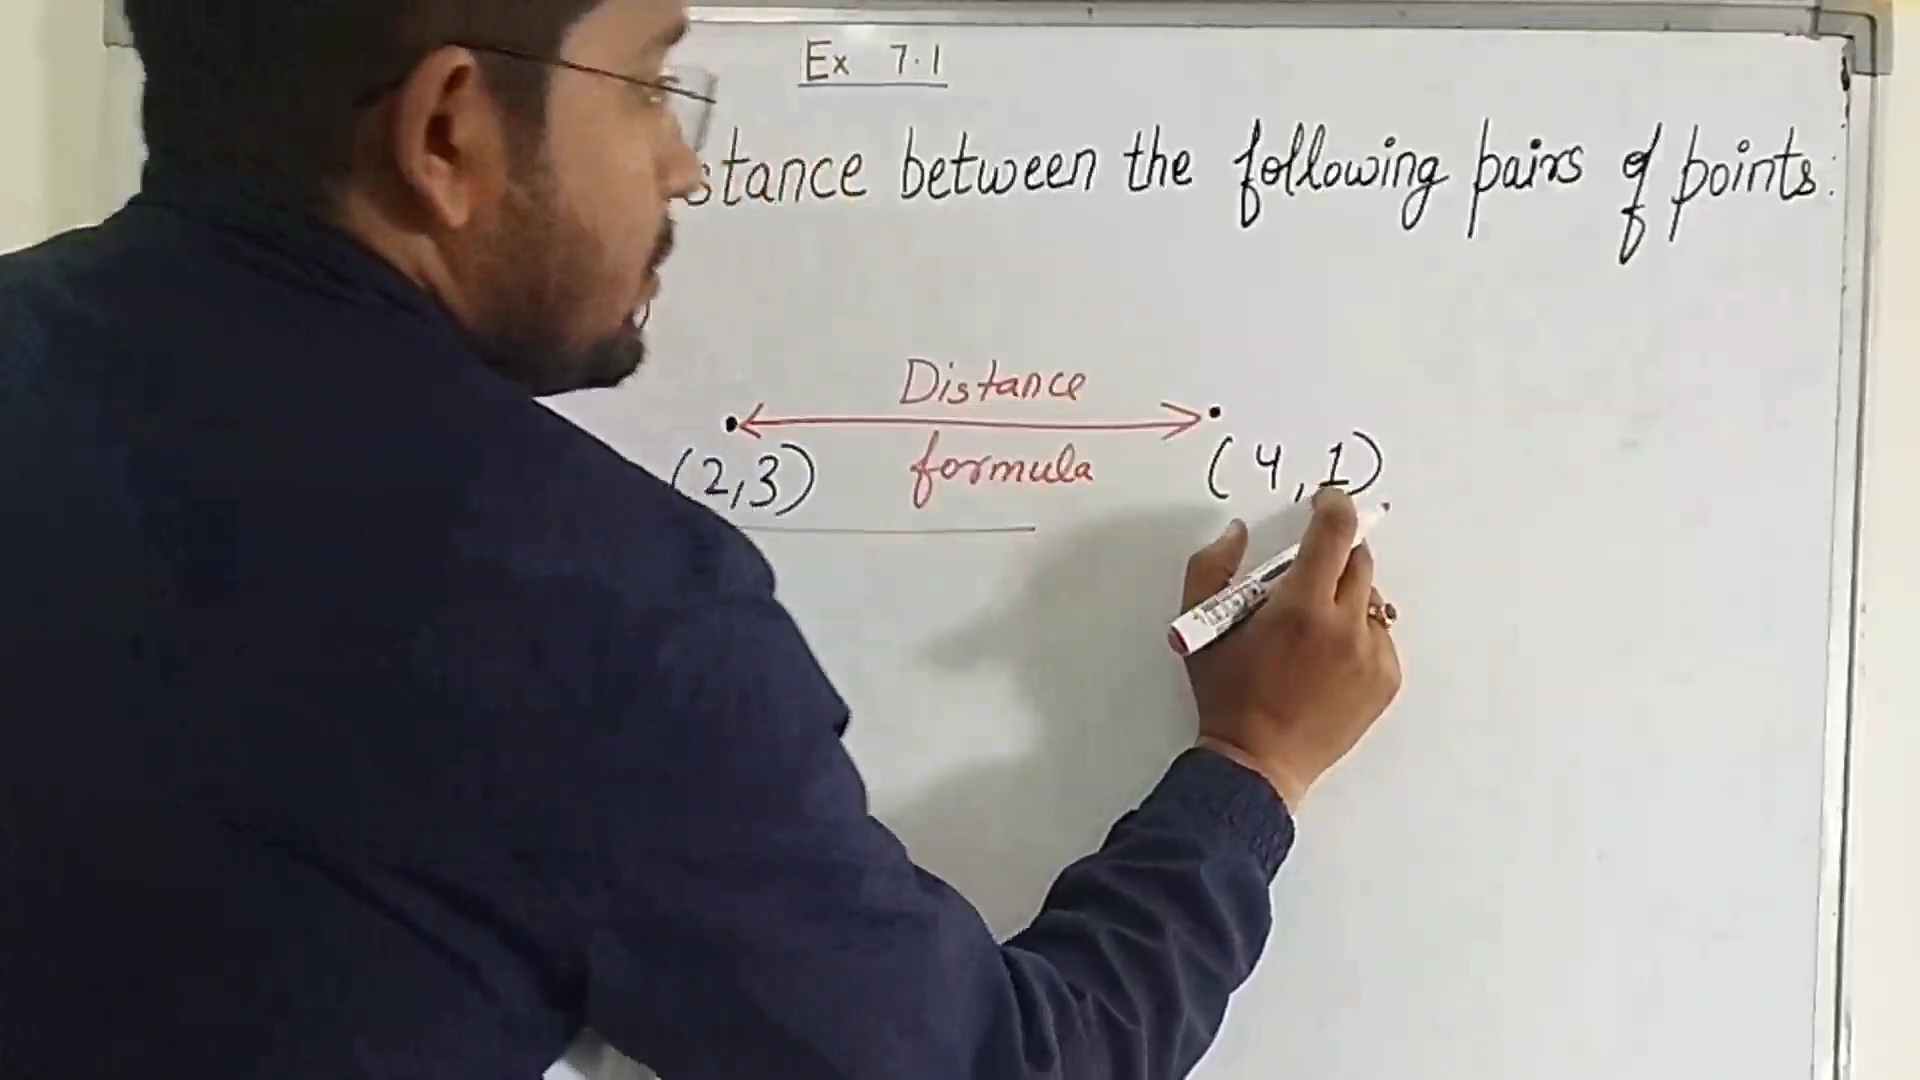 Ex 7.1
stance between the following pairs of points:
Distance
(2,3) formula (4,1)